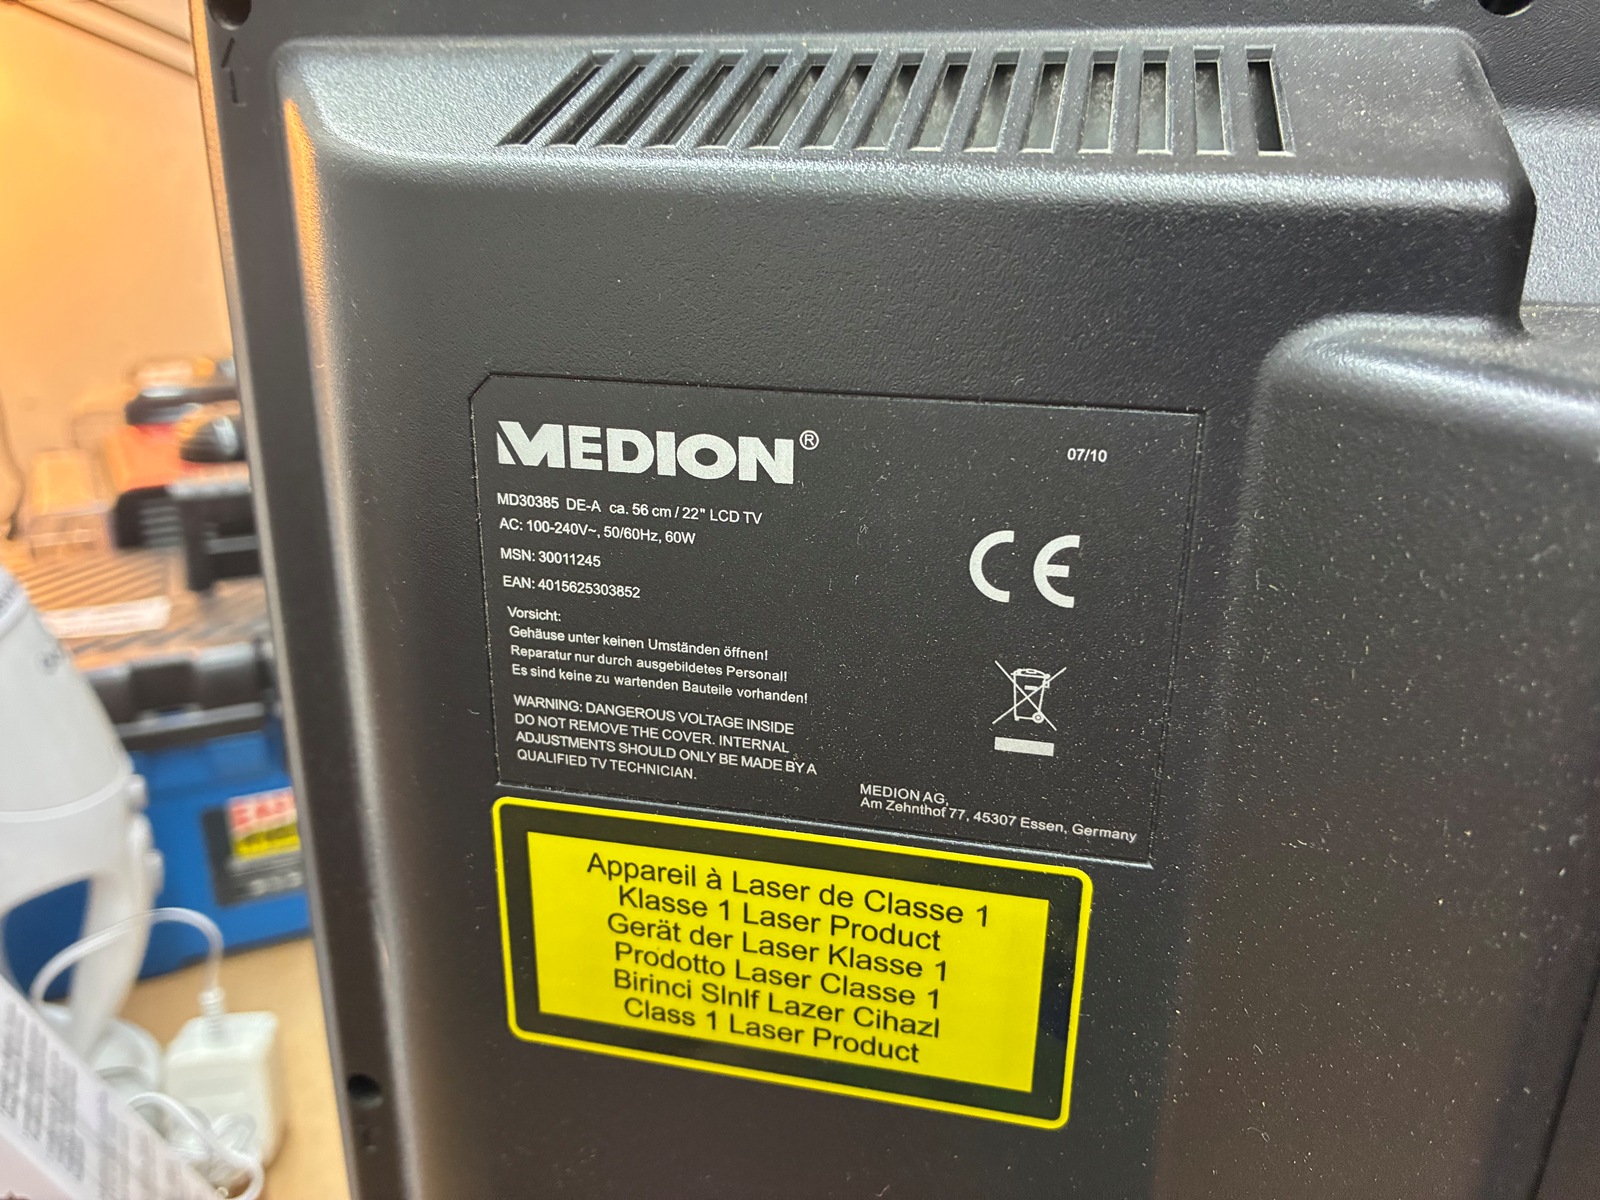 MEDION®
07/10
MD30385 DE-A ca. 56 cm / 22" LCD TV
AC: 100-240V~, 50/60Hz, 60W
MSN: 30011245
EAN: 4015625303852
CE
Vorsicht:
Gehäuse unter keinen Umständen öffnen!
Reparatur nur durch ausgebildetes Personal!
Es sind keine zu wartenden Bauteile vorhanden!
WARNING: DANGEROUS VOLTAGE INSIDE
DO NOT REMOVE THE COVER. INTERNAL
ADJUSTMENTS SHOULD ONLY BE MADE BY A
QUALIFIED TV TECHNICIAN.
MEDION AG,
Am Zehnthof 77, 45307 Essen, Germany
Appareil à Laser de Classe 1
Klasse 1 Laser Product
Gerät der Laser Klasse 1
Prodotto Laser Classe 1
Birinci SInIf Lazer CihazI
Class 1 Laser Product